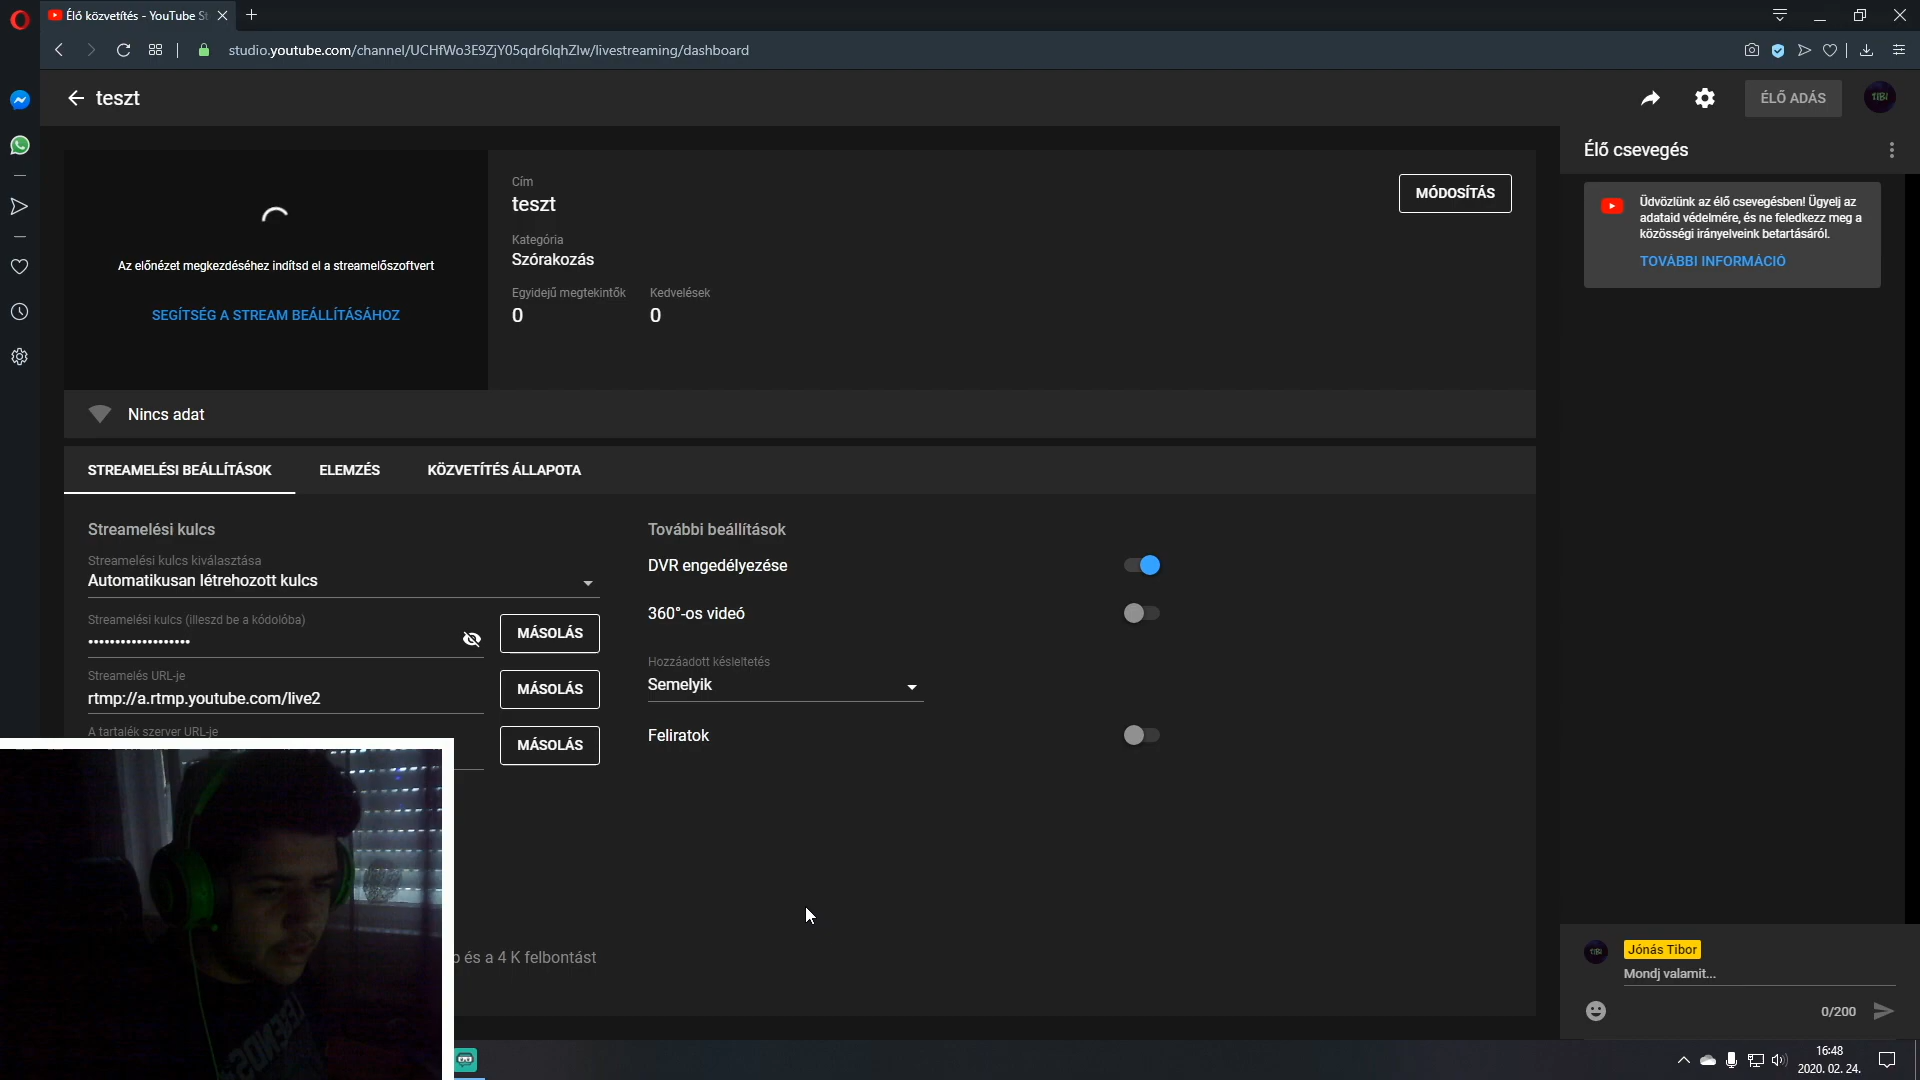 Élő közvetítés - YouTube St
studio.youtube.com/channel/UCHfWo3E9ZjY05qdr6lqhZlw/livestreaming/dashboard
teszt
ÉLŐ ADÁS
TIBI
Az előnézet megkezdéséhez indítsd el a streamelőszoftvert
SEGÍTSÉG A STREAM BEÁLLÍTÁSÁHOZ
Cím
teszt
MÓDOSÍTÁS
Kategória
Szórakozás
Egyidejű megtekintők
Kedvelések
0
0
Nincs adat
STREAMELÉSI BEÁLLÍTÁSOK
ELEMZÉS
KÖZVETÍTÉS ÁLLAPOTA
Streamelési kulcs
Streamelési kulcs kiválasztása
Automatikusan létrehozott kulcs
Streamelési kulcs (illeszd be a kódolóba)
•••••••••••••••••••
MÁSOLÁS
Streamelés URL-je
rtmp://a.rtmp.youtube.com/live2
MÁSOLÁS
A tartalék szerver URL-je
MÁSOLÁS
és a 4 K felbontást
További beállítások
DVR engedélyezése
360°-os videó
Hozzáadott késleltetés
Semelyik
Feliratok
Élő csevegés
Üdvözlünk az élő csevegésben! Ügyelj az
adataid védelmére, és ne feledkezz meg a
közösségi irányelveink betartásáról.
TOVÁBBI INFORMÁCIÓ
Jónás Tibor
Mondj valamit...
0/200
16:48
2020. 02. 24.